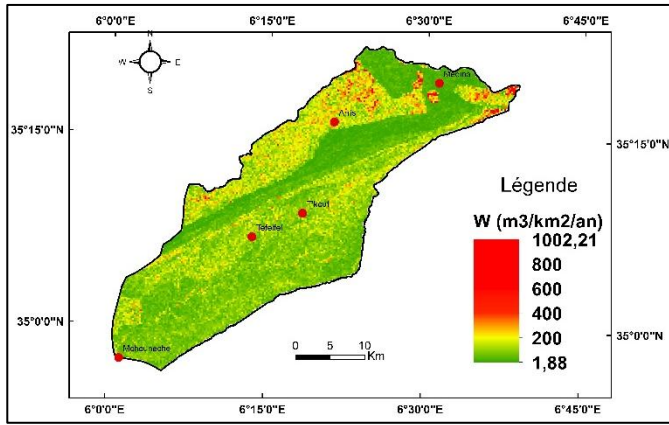 6°0'0"E 6°15'0"E 6°30'0"E 6°45'0"E
N
W E
S
Medina
Arris
35°15'0"N 35°15'0"N
Légende
Tkout
W (m3/km2/an)
1002,21
Tefelfel
800
600
400
35°0'0"N 200 35°0'0"N
0 5 10
Km
1,88
6°0'0"E 6°15'0"E 6°30'0"E 6°45'0"E